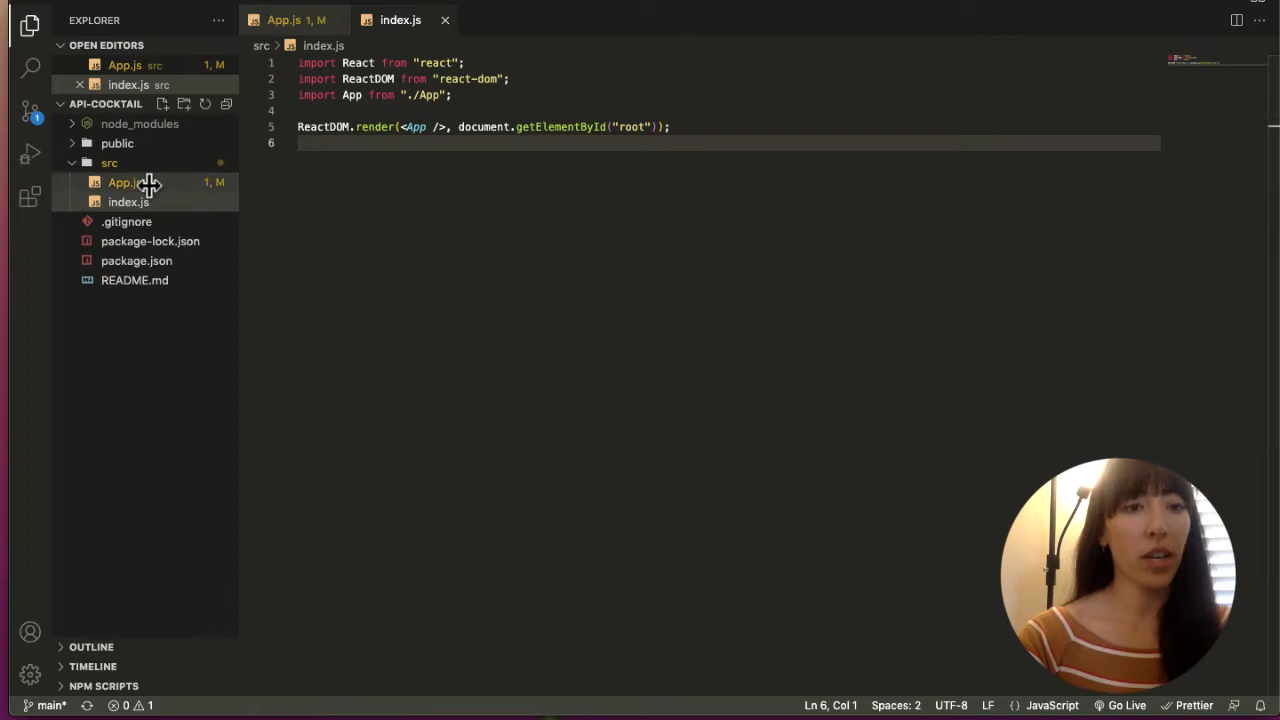 EXPLORER
OPEN EDITORS
App.js src 1, M
index.js src
API-COCKTAIL
node_modules
public
src
App.js 1, M
index.js
.gitignore
package-lock.json
package.json
README.md
OUTLINE
TIMELINE
NPM SCRIPTS
App.js 1, M
index.js
src > index.js
1 import React from "react";
2 import ReactDOM from "react-dom";
3 import App from "./App";
4
5 ReactDOM.render(<App />, document.getElementById("root"));
6
1
main* 0 1 Ln 6, Col 1 Spaces: 2 UTF-8 LF {} JavaScript Go Live Prettier